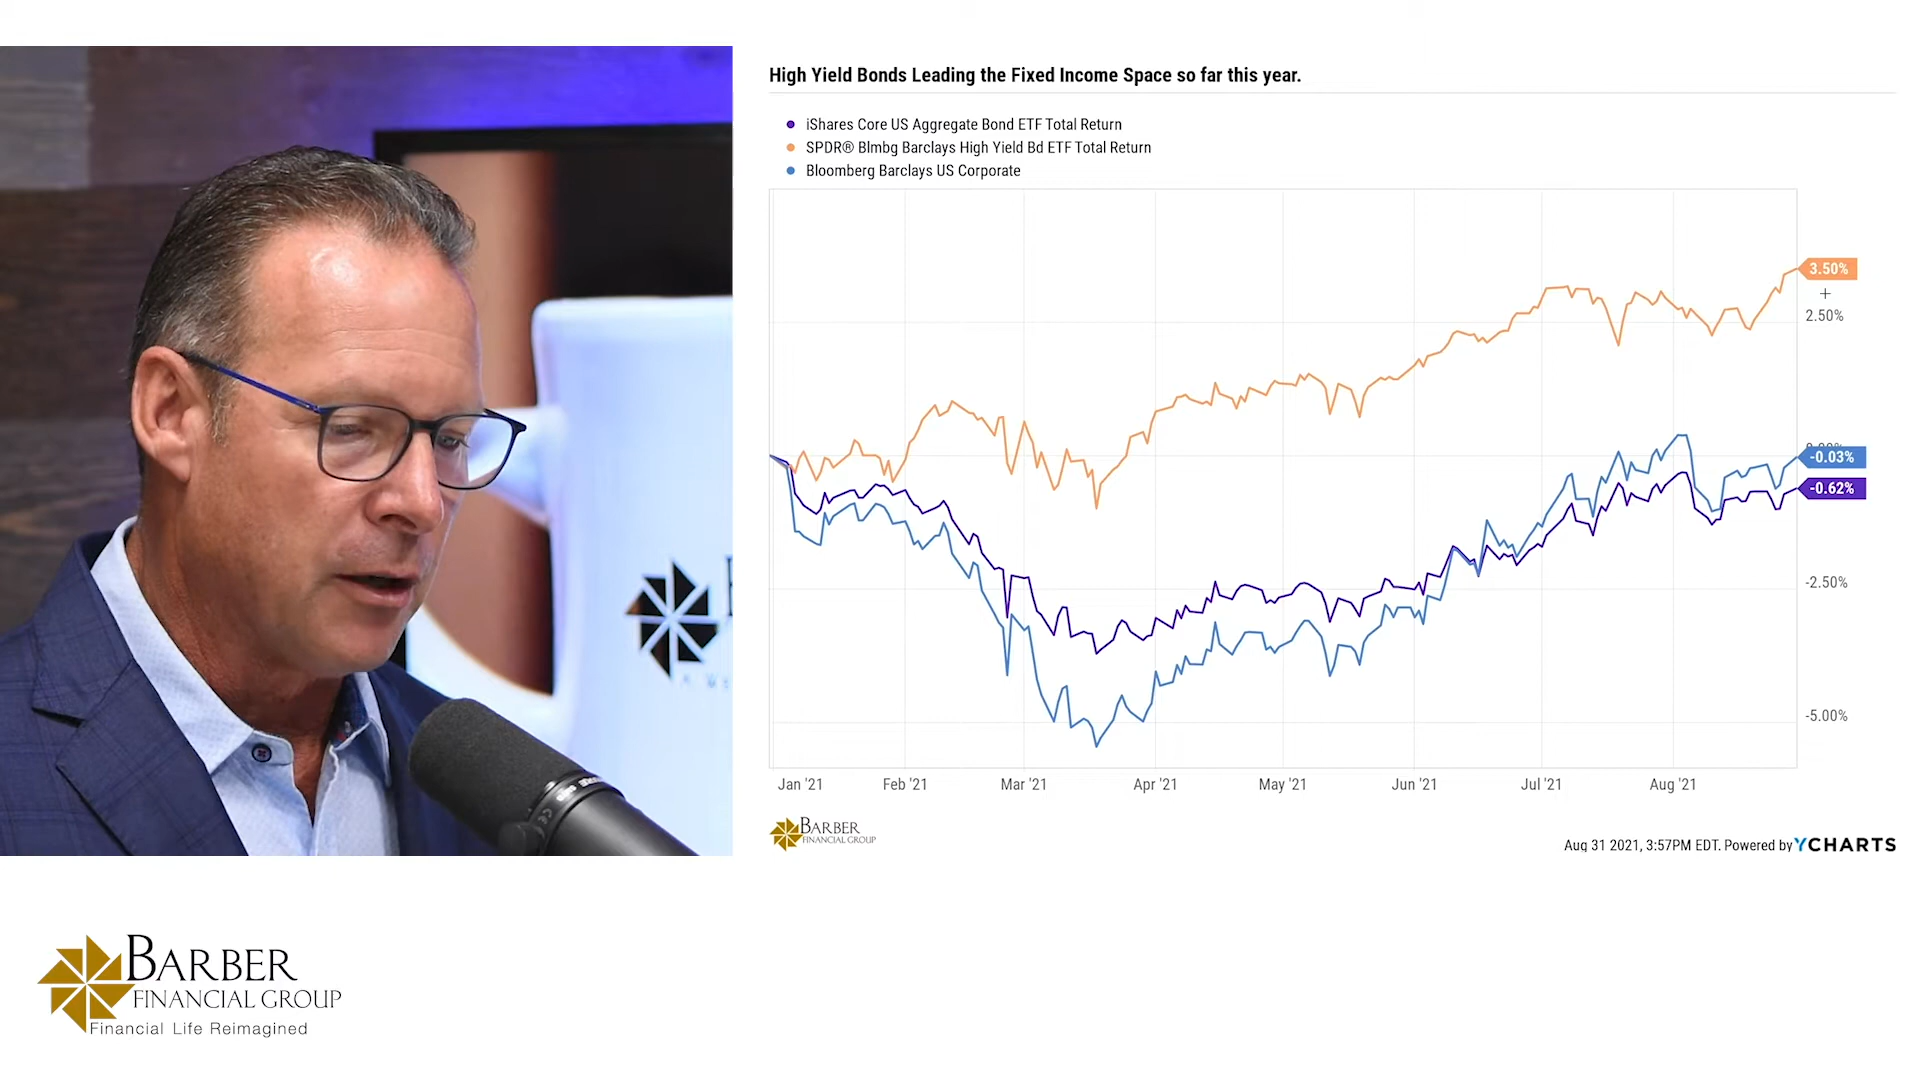 High Yield Bonds Leading the Fixed Income Space so far this year.
iShares Core US Aggregate Bond ETF Total Return
SPDR® Blmbg Barclays High Yield Bd ETF Total Return
Bloomberg Barclays US Corporate
3.50%
2.50%
-0.03%
-0.62%
-2.50%
-5.00%
Jan '21 Feb '21 Mar '21 Apr '21 May '21 Jun '21 Jul '21 Aug '21
BARBER
FINANCIAL GROUP
Aug 31 2021, 3:57PM EDT. Powered by YCHARTS
BARBER
FINANCIAL GROUP
Financial Life Reimagined